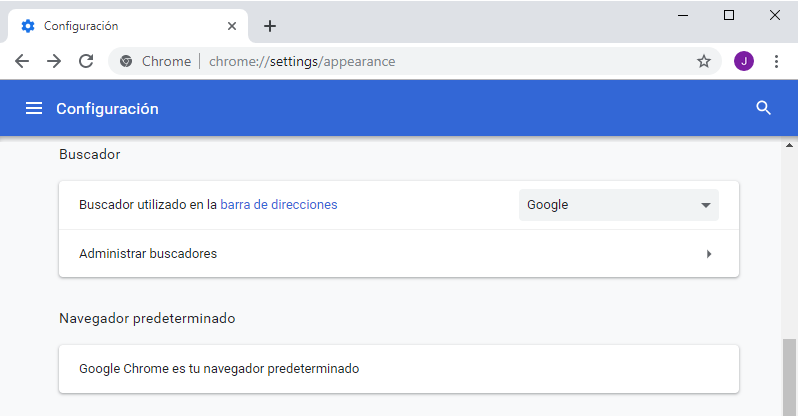 Configuración
Chrome | chrome://settings/appearance
J
Configuración
Buscador
Buscador utilizado en la barra de direcciones
Google
Administrar buscadores
Navegador predeterminado
Google Chrome es tu navegador predeterminado